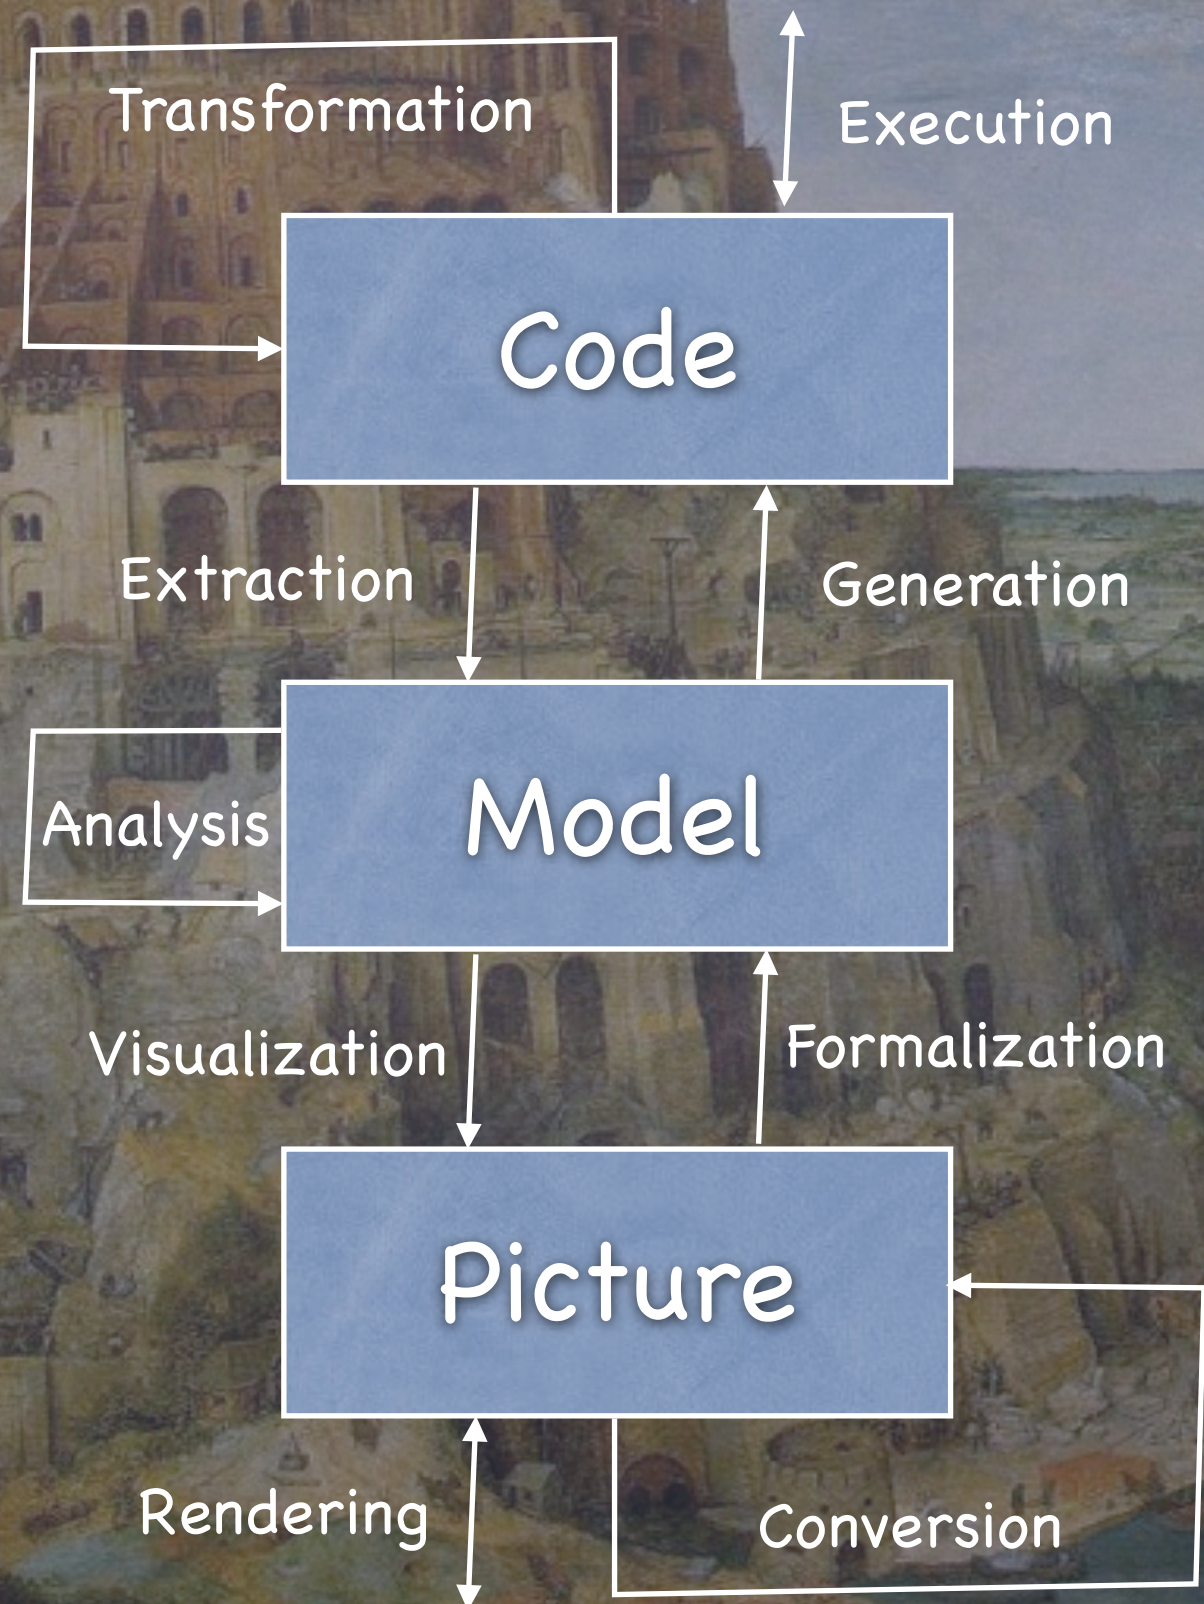 Transformation
Execution
Code
Extraction
Generation
Model
Analysis
Visualization
Formalization
Picture
Rendering
Conversion